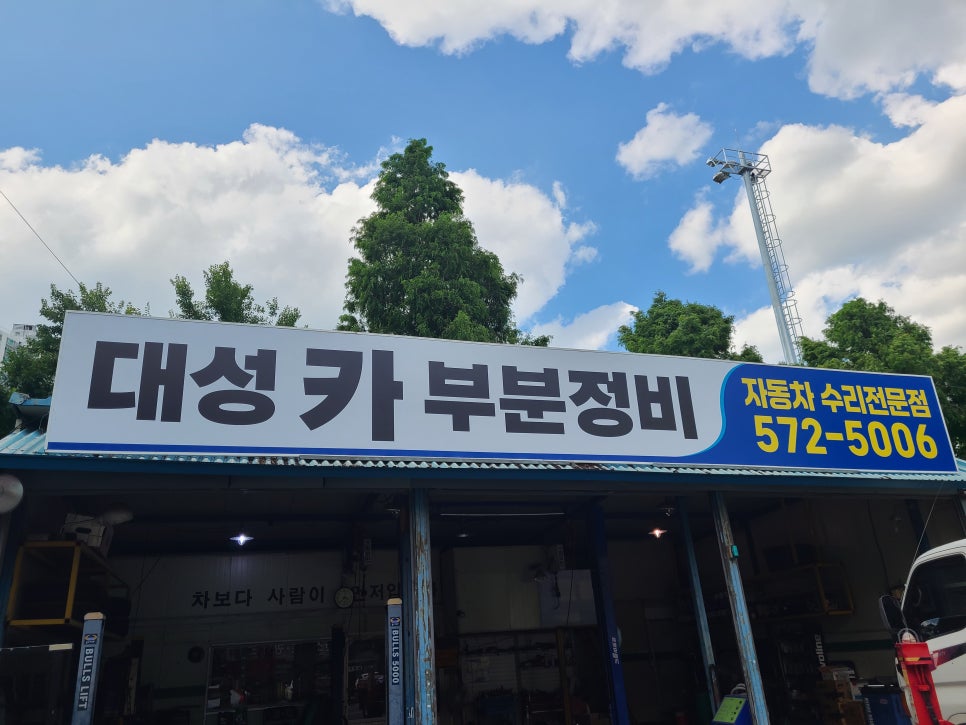 대성 카 부분정비
자동차 수리전문점
572-5006
차보다 사람이
BULLS LIFT
BULLS 5000